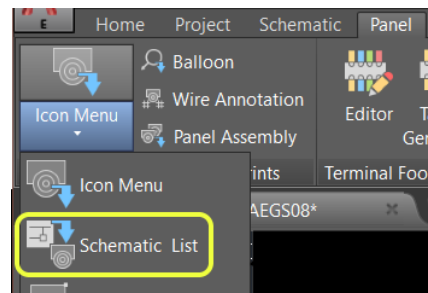 E
Home Project Schematic Panel
Balloon
Wire Annotation
Icon Menu
Editor
Panel Assembly
Icon Menu
Terminal Foo
AEGS08*
Schematic List